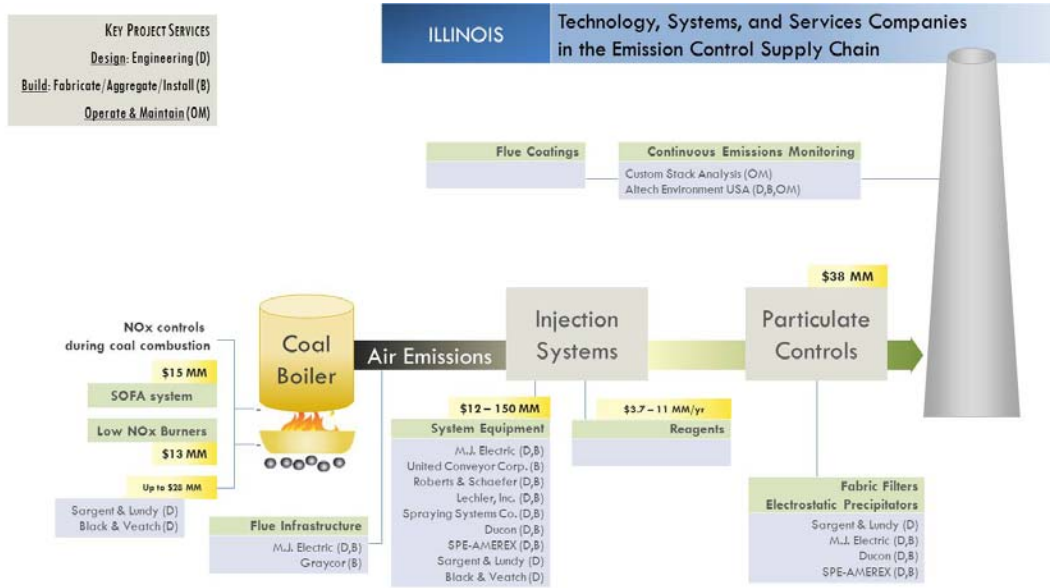 KEY PROJECT SERVICES
Design: Engineering (D)
Build: Fabricate/Aggregate/Install (B)
Operate & Maintain (OM)
ILLINOIS
Technology, Systems, and Services Companies
in the Emission Control Supply Chain
Flue Coatings
Continuous Emissions Monitoring
Custom Stack Analysis (OM)
Altech Environment USA (D,B,OM)
NOx controls
during coal combustion
$15 MM
SOFA system
Low NOx Burners
$13 MM
Up to $28 MM
Sargent & Lundy (D)
Black & Veatch (D)
Coal
Boiler
Air Emissions
Injection
Systems
$38 MM
Particulate
Controls
Flue Infrastructure
M.J. Electric (D,B)
Graycor (B)
$12 – 150 MM
System Equipment
M.J. Electric (D,B)
United Conveyor Corp. (B)
Roberts & Schaefer (D,B)
Lechler, Inc. (D,B)
Spraying Systems Co. (D,B)
Ducon (D,B)
SPE-AMEREX (D,B)
Sargent & Lundy (D)
Black & Veatch (D)
$3.7 – 11 MM/yr
Reagents
Fabric Filters
Electrostatic Precipitators
Sargent & Lundy (D)
M.J. Electric (D,B)
Ducon (D,B)
SPE-AMEREX (D,B)